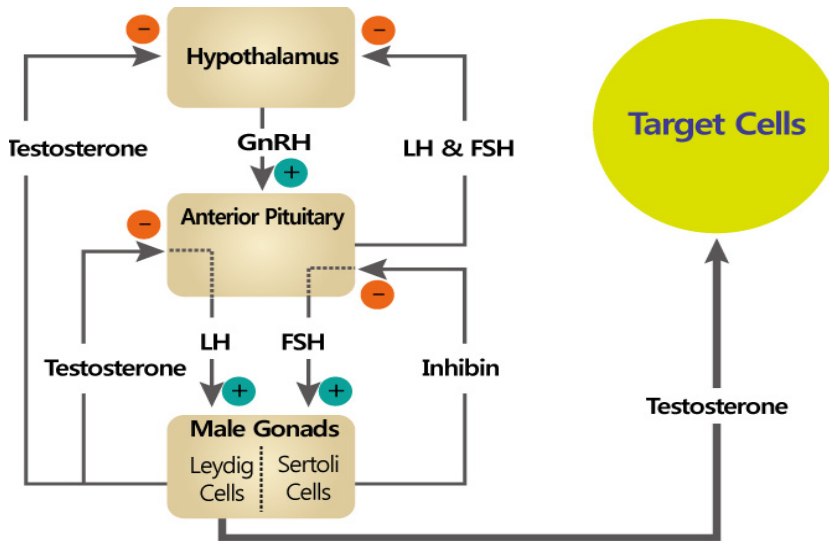 −
−
Hypothalamus
Target Cells
Testosterone
GnRH
LH & FSH
+
Anterior Pituitary
−
−
LH
FSH
Testosterone
Inhibin
+
+
Testosterone
Male Gonads
Leydig
Cells
Sertoli
Cells